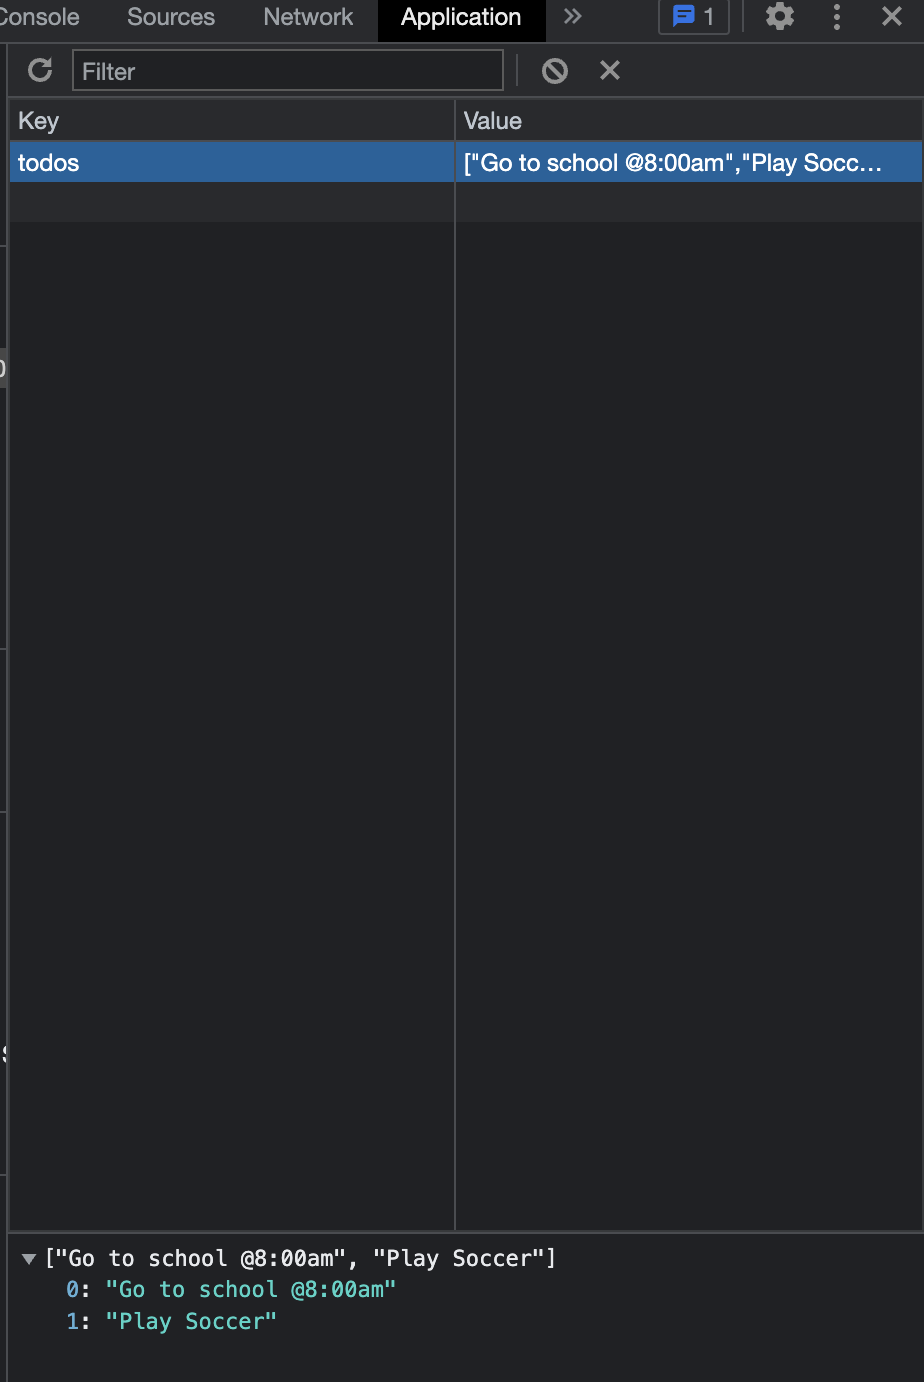 Console Sources Network Application 1
Filter
Key Value
todos ["Go to school @8:00am","Play Socc…
["Go to school @8:00am", "Play Soccer"]
0: "Go to school @8:00am"
1: "Play Soccer"